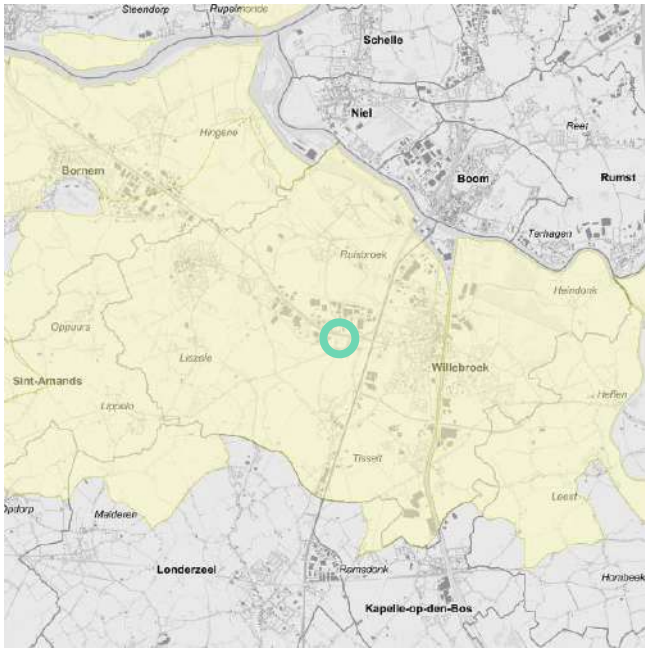 Steendorp
Rupelmonde
Schelle
Niel
Hingene
Reet
Bornem
Boom
Rumst
Terhagen
Ruisbroek
Heindonk
Oppuurs
Liezele
Willebroek
Sint-Amands
Heffen
Lippelo
Tisselt
Leest
Opdorp
Malderen
Londerzeel
Ramsdonk
Hombeek
Kapelle-op-den-Bos